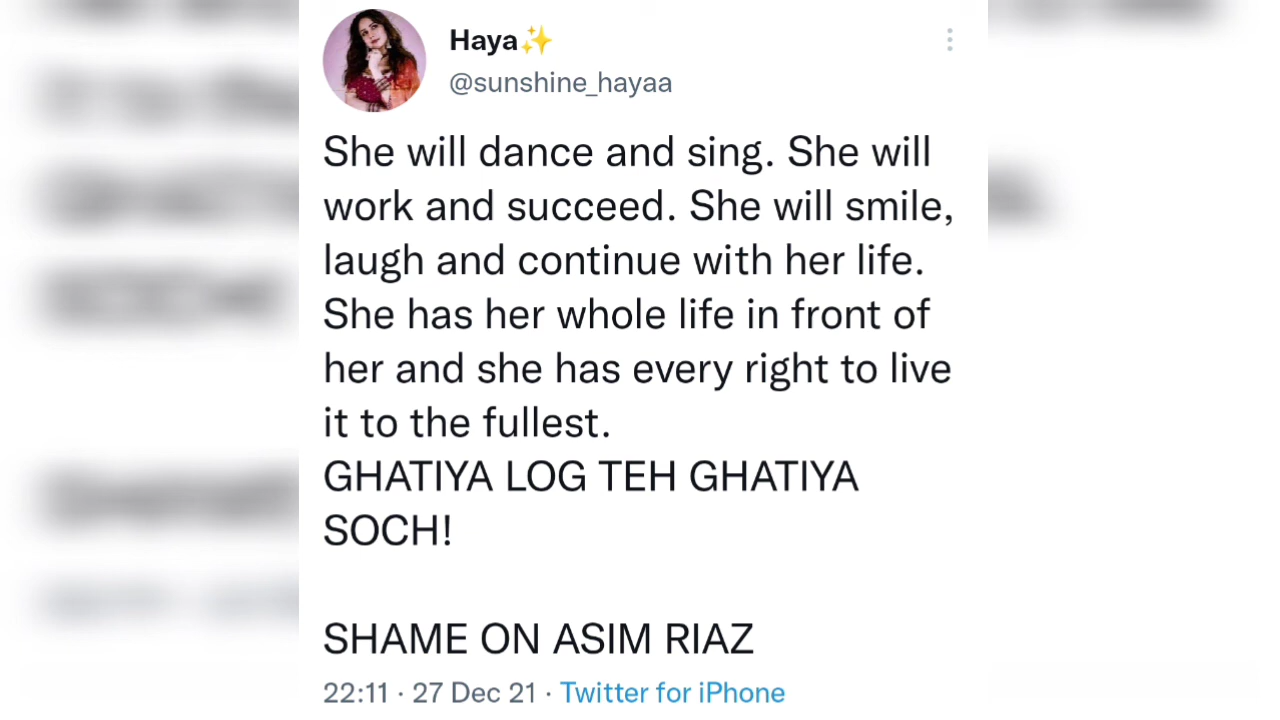 Haya✨
@sunshine_hayaa
She will dance and sing. She will
work and succeed. She will smile,
laugh and continue with her life.
She has her whole life in front of
her and she has every right to live
it to the fullest.
GHATIYA LOG TEH GHATIYA
SOCH!
SHAME ON ASIM RIAZ
22:11 · 27 Dec 21 · Twitter for iPhone